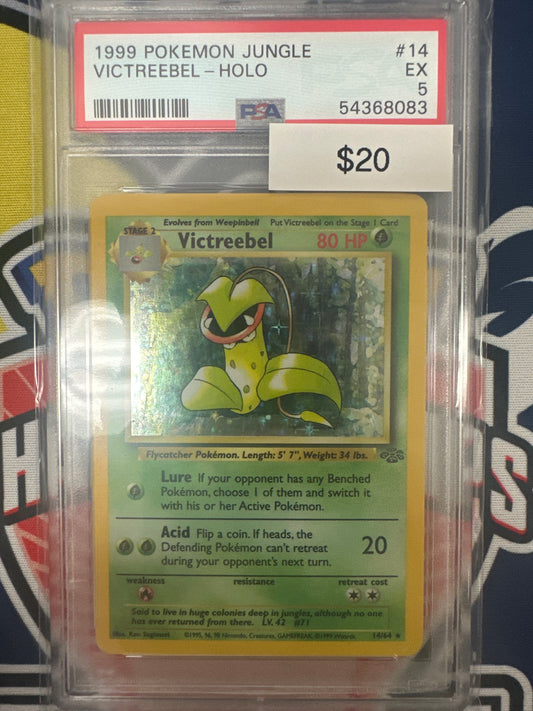 1999 POKEMON JUNGLE #14
VICTREEBEL - HOLO EX
5
PSA 54368083
$20
Evolves from Weepinbell Put Victreebel on the Stage 1 Card
STAGE 2
Victreebel 80 HP
Flycatcher Pokémon. Length: 5' 7", Weight: 34 lbs.
Lure If your opponent has any Benched
Pokémon, choose 1 of them and switch it
with his or her Active Pokémon.
Acid Flip a coin. If heads, the
Defending Pokémon can't retreat 20
during your opponent's next turn.
weakness resistance retreat cost
Said to live in huge colonies deep in jungles, although no one
has ever returned from there. LV. 42 #71
Illus. Ken Sugimori ©1995, 96, 98 Nintendo, Creatures, GAMEFREAK. ©1999 Wizards. 14/64